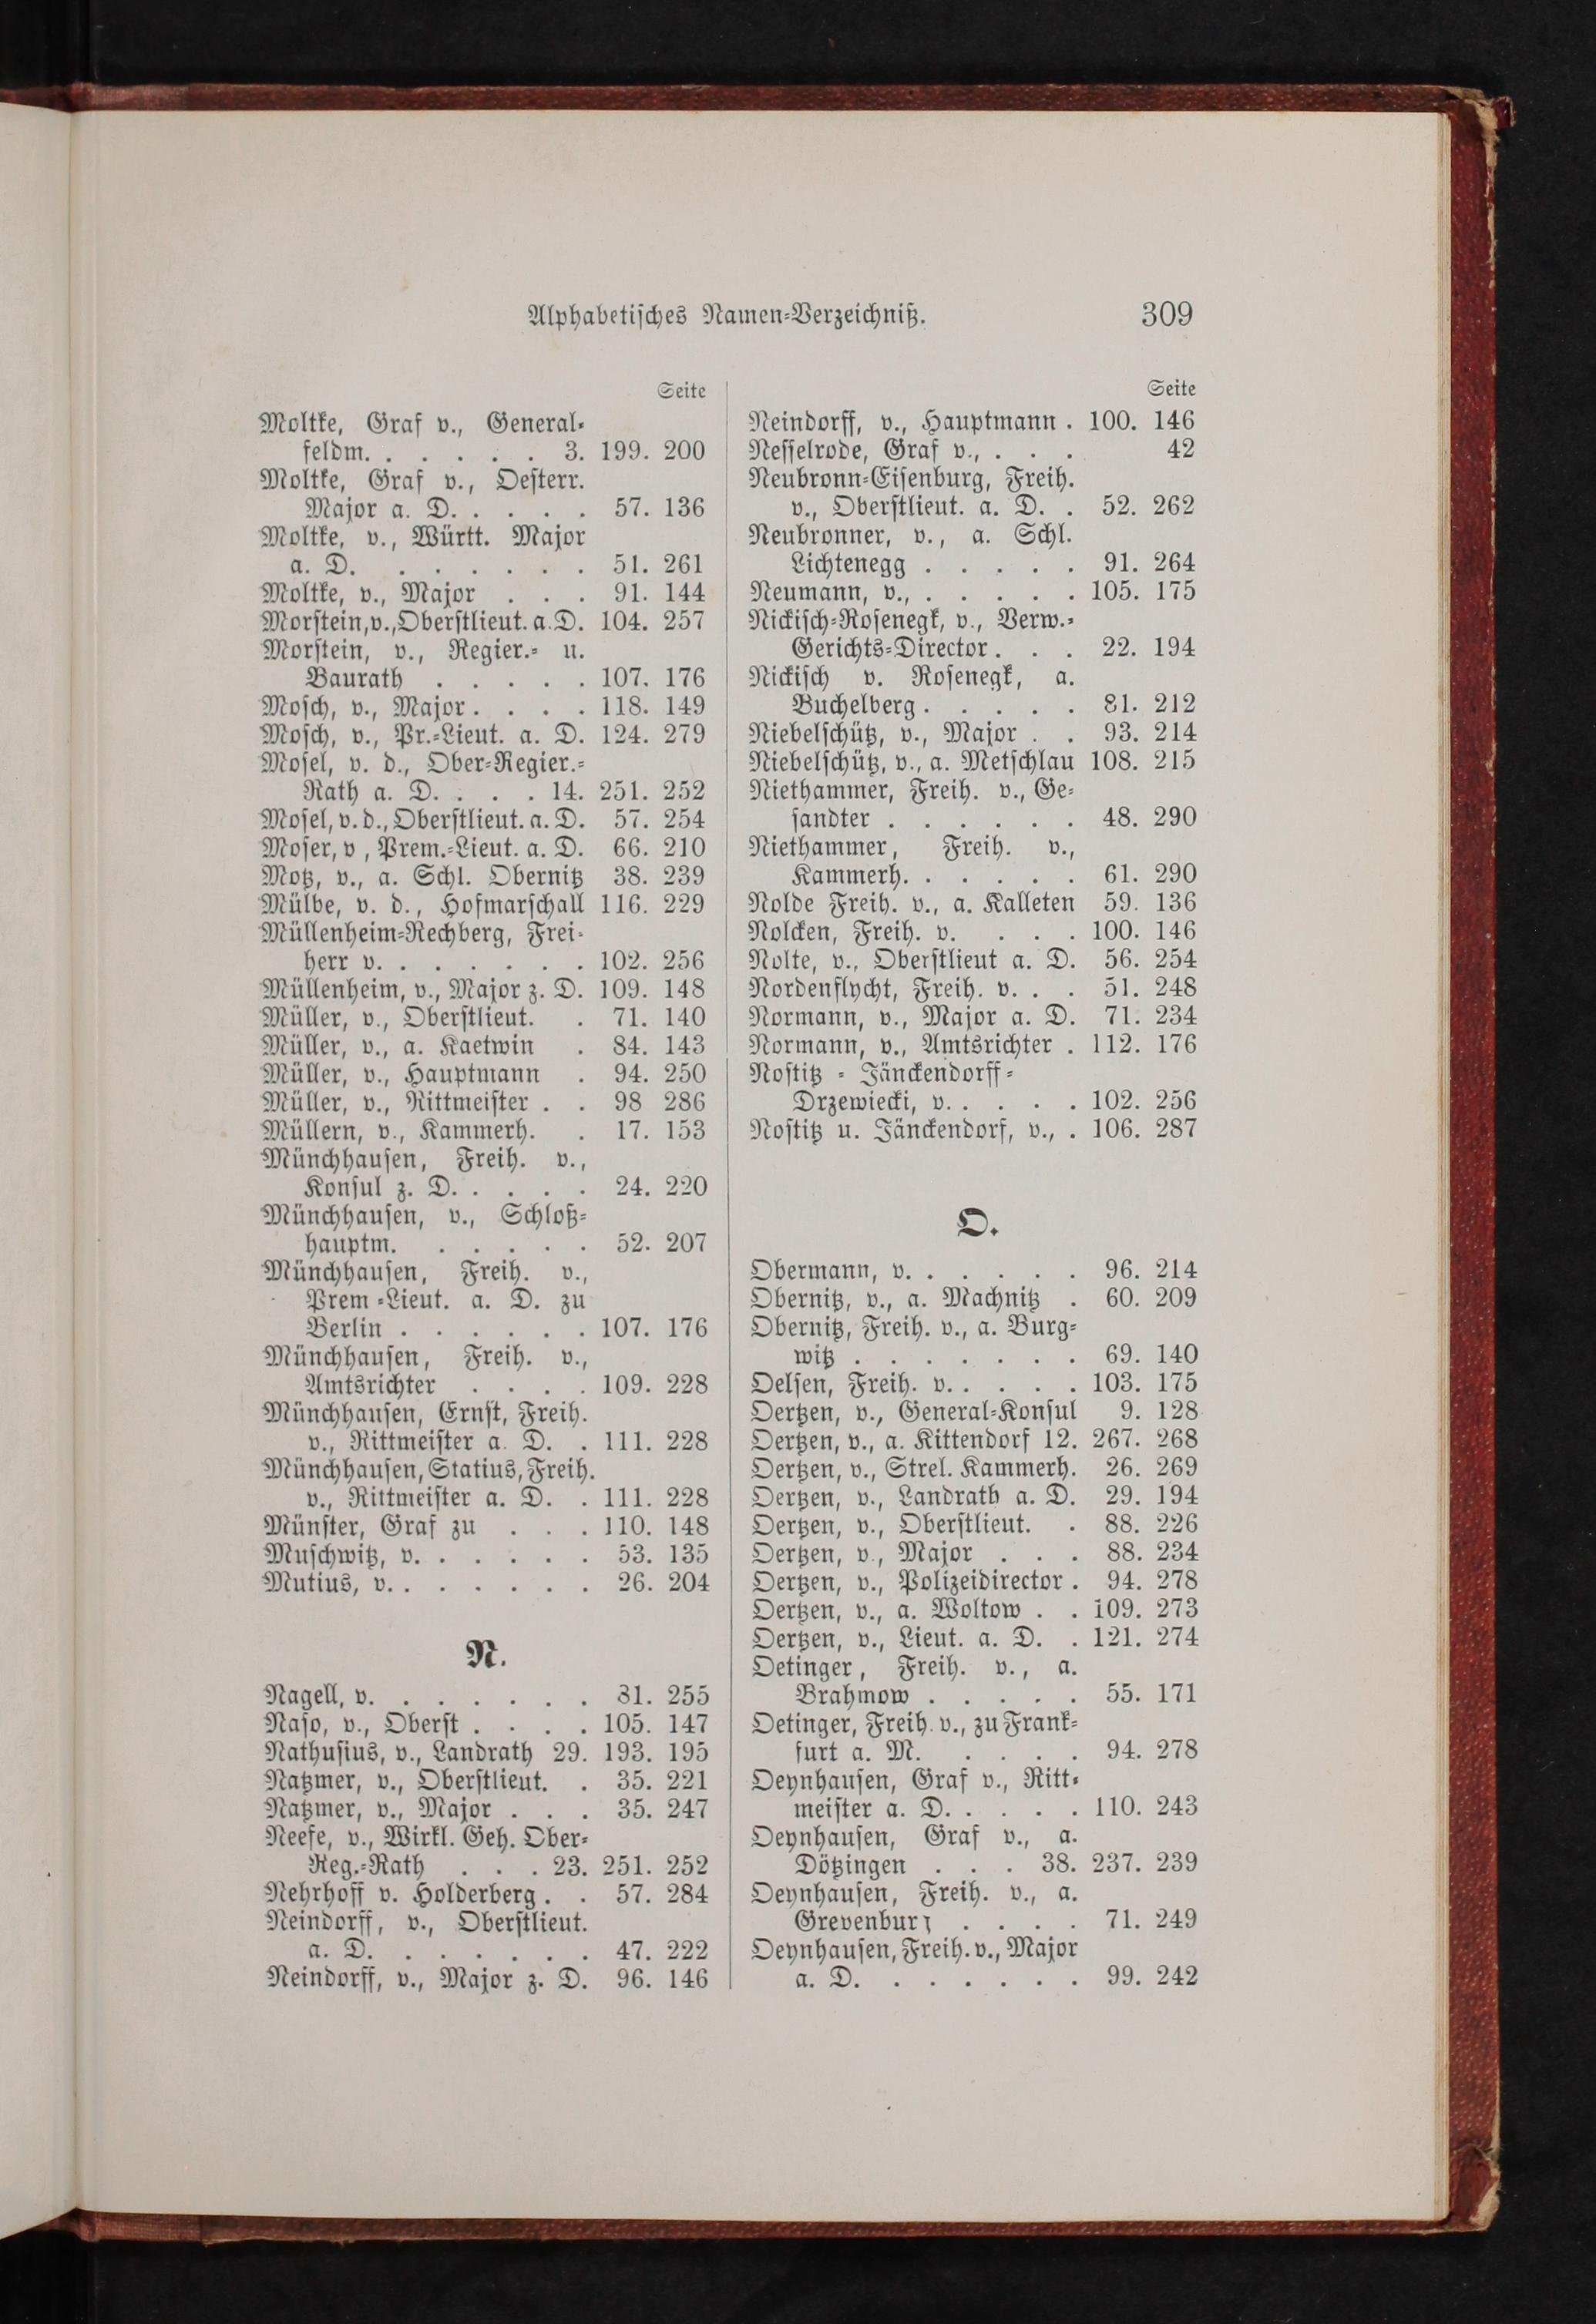 Alphabetisches Namen-Verzeichniß. 309
Seite
Moltke, Graf v., General-
feldm. . . . . . 3. 199. 200
Moltke, Graf v., Oesterr.
Major a. D. . . . . 57. 136
Moltke, v., Württ. Major
a. D. . . . . . . 51. 261
Moltke, v., Major . . . 91. 144
Morstein, v., Oberstlieut. a. D. 104. 257
Morstein, v., Regier.- u.
Baurath . . . . . 107. 176
Mosch, v., Major. . . . 118. 149
Mosch, v., Pr.-Lieut. a. D. 124. 279
Mosel, v. d., Ober-Regier.-
Rath a. D. . . . 14. 251. 252
Mosel, v. d., Oberstlieut. a. D. 57. 254
Moser, v , Prem.-Lieut. a. D. 66. 210
Motz, v., a. Schl. Obernitz 38. 239
Mülbe, v. d., Hofmarschall 116. 229
Müllenheim-Rechberg, Frei-
herr v. . . . . . . 102. 256
Müllenheim, v., Major z. D. 109. 148
Müller, v., Oberstlieut. . 71. 140
Müller, v., a. Kaetwin . 84. 143
Müller, v., Hauptmann . 94. 250
Müller, v., Rittmeister . . 98 286
Müllern, v., Kammerh. . 17. 153
Münchhausen, Freih. v.,
Konsul z. D. . . . . 24. 220
Münchhausen, v., Schloß-
hauptm. . . . . . 52. 207
Münchhausen, Freih. v.,
Prem -Lieut. a. D. zu
Berlin . . . . . . 107. 176
Münchhausen, Freih. v.,
Amtsrichter . . . . 109. 228
Münchhausen, Ernst, Freih.
v., Rittmeister a. D. . 111. 228
Münchhausen, Statius, Freih.
v., Rittmeister a. D. . 111. 228
Münster, Graf zu . . . 110. 148
Muschwitz, v. . . . . . 53. 135
Mutius, v. . . . . . . 26. 204
N.
Nagell, v. . . . . . . 81. 255
Naso, v., Oberst . . . . 105. 147
Nathusius, v., Landrath 29. 193. 195
Natzmer, v., Oberstlieut. . 35. 221
Natzmer, v., Major . . . 35. 247
Neefe, v., Wirkl. Geh. Ober-
Reg.-Rath . . . 23. 251. 252
Nehrhoff v. Holderberg . . 57. 284
Neindorff, v., Oberstlieut.
a. D. . . . . . . 47. 222
Neindorff, v., Major z. D. 96. 146
Seite
Neindorff, v., Hauptmann . 100. 146
Nesselrode, Graf v., . . . 42
Neubronn-Eisenburg, Freih.
v., Oberstlieut. a. D. . 52. 262
Neubronner, v., a. Schl.
Lichtenegg . . . . . 91. 264
Neumann, v., . . . . . 105. 175
Nickisch-Rosenegk, v., Verw.-
Gerichts-Director . . . 22. 194
Nickisch v. Rosenegk, a.
Buchelberg . . . . . 81. 212
Niebelschütz, v., Major . . 93. 214
Niebelschütz, v., a. Metschlau 108. 215
Niethammer, Freih. v., Ge-
sandter . . . . . . 48. 290
Niethammer, Freih. v.,
Kammerh. . . . . . 61. 290
Nolde Freih. v., a. Kalleten 59. 136
Nolcken, Freih. v. . . . 100. 146
Nolte, v., Oberstlieut a. D. 56. 254
Nordenflycht, Freih. v. . . 51. 248
Normann, v., Major a. D. 71. 234
Normann, v., Amtsrichter . 112. 176
Nostitz - Jänckendorff -
Drzewiecki, v. . . . . 102. 256
Nostitz u. Jänckendorf, v., . 106. 287
O.
Obermann, v. . . . . . 96. 214
Obernitz, v., a. Machnitz . 60. 209
Obernitz, Freih. v., a. Burg-
witz . . . . . . . 69. 140
Oelsen, Freih. v. . . . . 103. 175
Oertzen, v., General-Konsul 9. 128
Oertzen, v., a. Kittendorf 12. 267. 268
Oertzen, v., Strel. Kammerh. 26. 269
Oertzen, v., Landrath a. D. 29. 194
Oertzen, v., Oberstlieut. . 88. 226
Oertzen, v., Major . . . 88. 234
Oertzen, v., Polizeidirector . 94. 278
Oertzen, v., a. Woltow . . 109. 273
Oertzen, v., Lieut. a. D. . 121. 274
Oetinger, Freih. v., a.
Brahmow . . . . . 55. 171
Oetinger, Freih. v., zu Frank-
furt a. M. . . . . 94. 278
Oeynhausen, Graf v., Ritt-
meister a. D. . . . . 110. 243
Oeynhausen, Graf v., a.
Dötzingen . . . 38. 237. 239
Oeynhausen, Freih. v., a.
Grevenburg . . . . 71. 249
Oeynhausen, Freih. v., Major
a. D. . . . . . . 99. 242